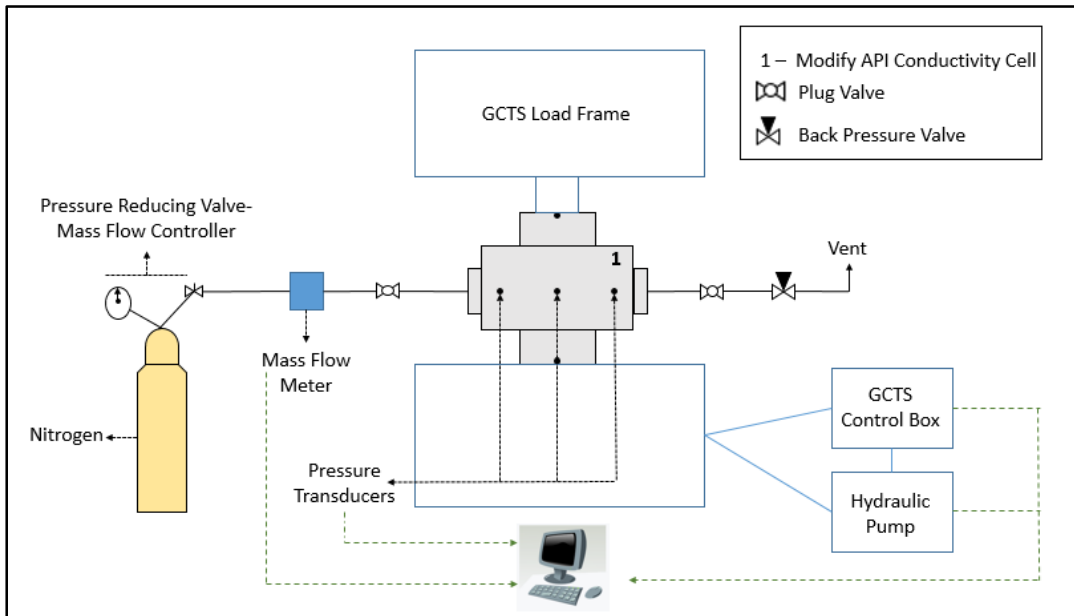 GCTS Load Frame
1 – Modify API Conductivity Cell
Plug Valve
Back Pressure Valve
Pressure Reducing Valve-
Mass Flow Controller
1
Vent
Mass Flow
Meter
Nitrogen
Pressure
Transducers
GCTS
Control Box
Hydraulic
Pump